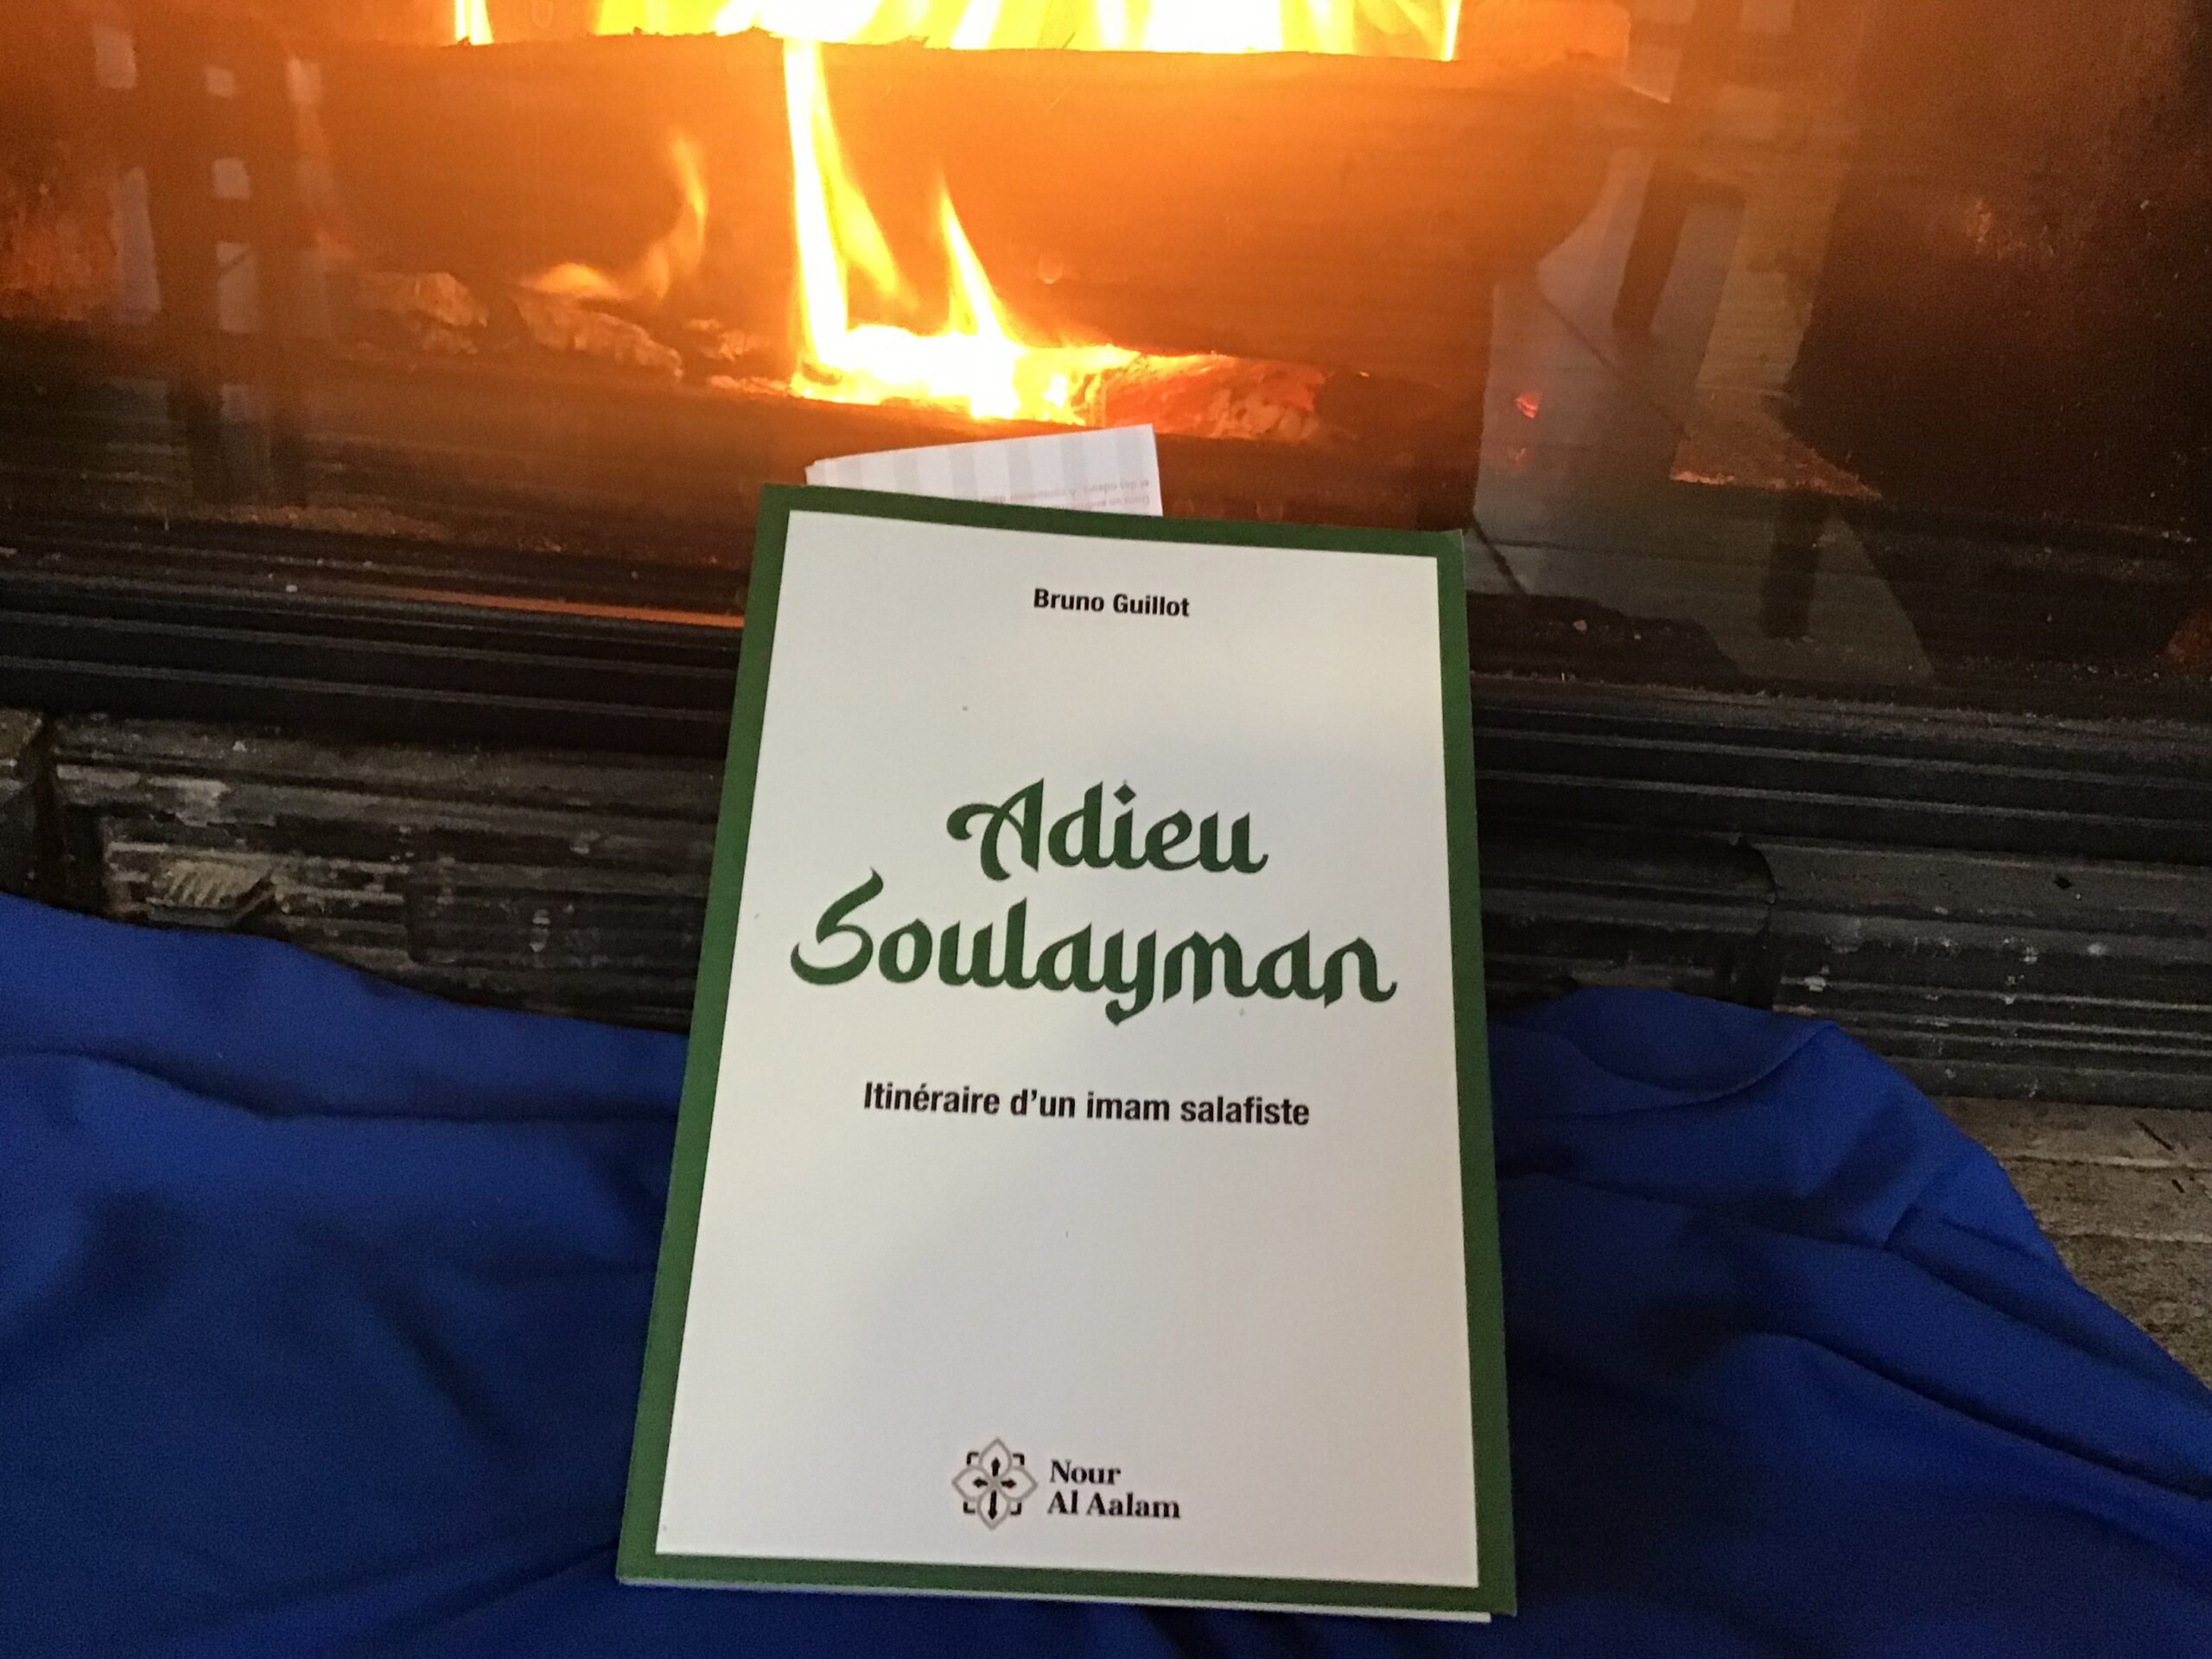 Bruno Guillot
Adieu
Soulayman
Itinéraire d'un imam salafiste
Nour
Al Aalam